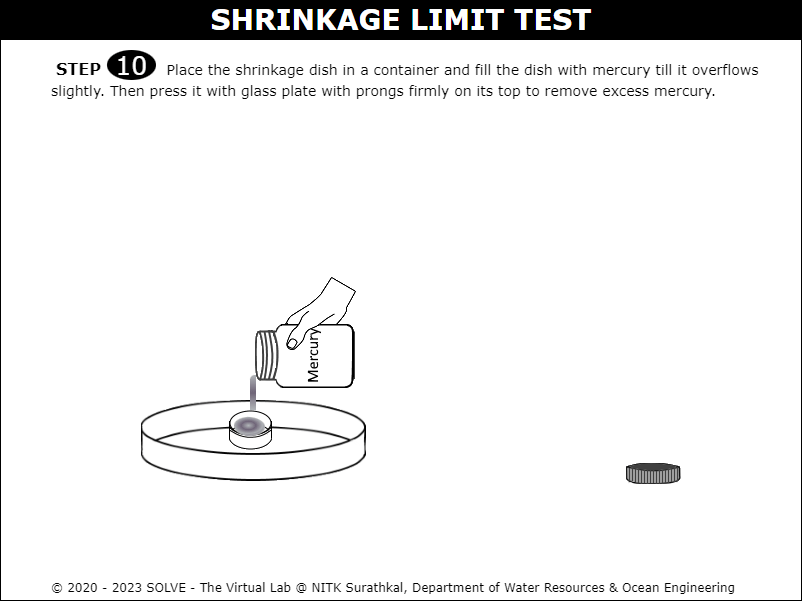 SHRINKAGE LIMIT TEST
STEP 10 Place the shrinkage dish in a container and fill the dish with mercury till it overflows
slightly. Then press it with glass plate with prongs firmly on its top to remove excess mercury.
Mercury
© 2020 - 2023 SOLVE - The Virtual Lab @ NITK Surathkal, Department of Water Resources & Ocean Engineering